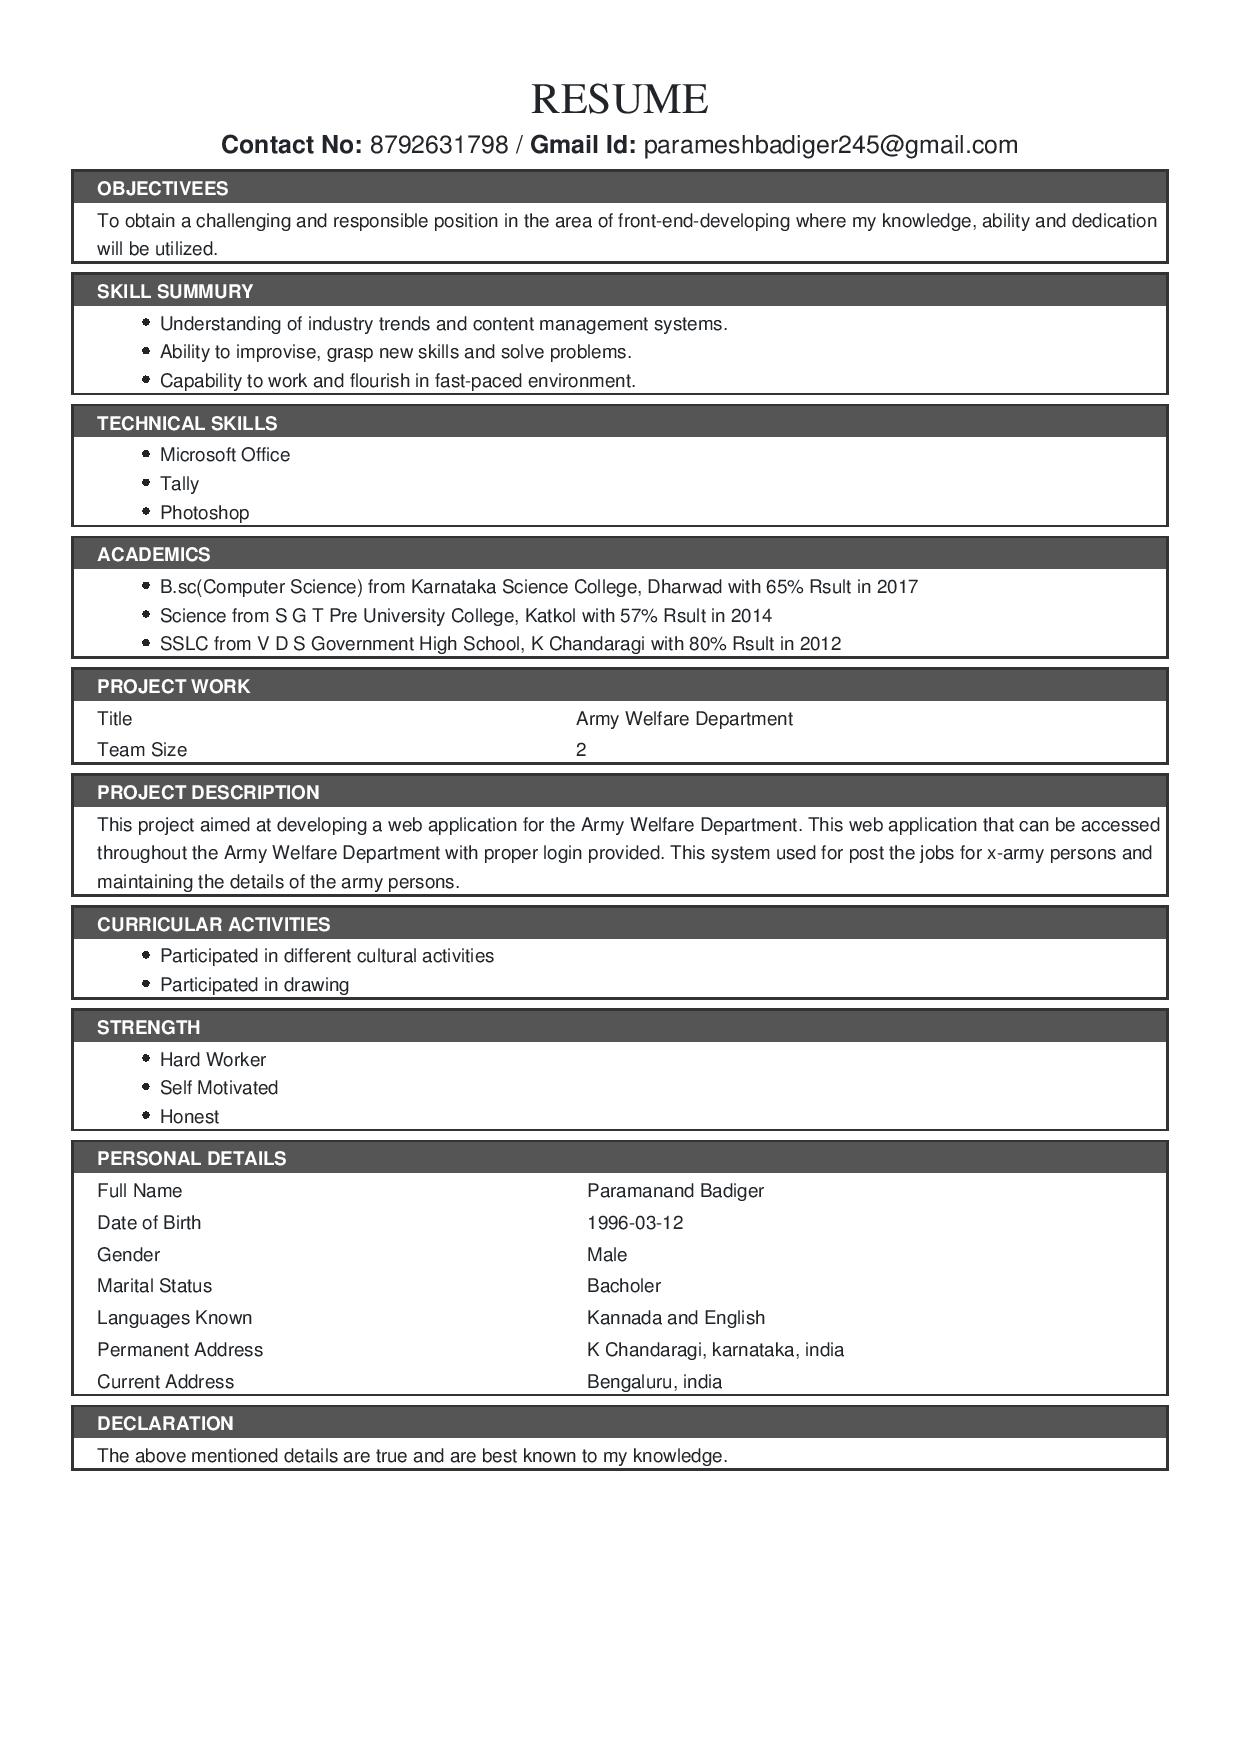 RESUME
Contact No: 8792631798 / Gmail Id: parameshbadiger245@gmail.com
OBJECTIVEES
To obtain a challenging and responsible position in the area of front-end-developing where my knowledge, ability and dedication
will be utilized.
SKILL SUMMURY
• Understanding of industry trends and content management systems.
• Ability to improvise, grasp new skills and solve problems.
• Capability to work and flourish in fast-paced environment.
TECHNICAL SKILLS
• Microsoft Office
• Tally
• Photoshop
ACADEMICS
• B.sc(Computer Science) from Karnataka Science College, Dharwad with 65% Rsult in 2017
• Science from S G T Pre University College, Katkol with 57% Rsult in 2014
• SSLC from V D S Government High School, K Chandaragi with 80% Rsult in 2012
PROJECT WORK
Title Army Welfare Department
Team Size 2
PROJECT DESCRIPTION
This project aimed at developing a web application for the Army Welfare Department. This web application that can be accessed
throughout the Army Welfare Department with proper login provided. This system used for post the jobs for x-army persons and
maintaining the details of the army persons.
CURRICULAR ACTIVITIES
• Participated in different cultural activities
• Participated in drawing
STRENGTH
• Hard Worker
• Self Motivated
• Honest
PERSONAL DETAILS
Full Name Paramanand Badiger
Date of Birth 1996-03-12
Gender Male
Marital Status Bacholer
Languages Known Kannada and English
Permanent Address K Chandaragi, karnataka, india
Current Address Bengaluru, india
DECLARATION
The above mentioned details are true and are best known to my knowledge.